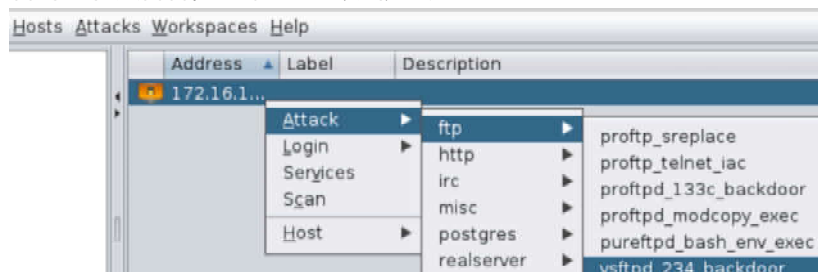 Hosts Attacks Workspaces Help
Address Label Description
172.16.1...
Attack
Login
Services
Scan
Host
ftp
http
irc
misc
postgres
realserver
proftp_sreplace
proftp_telnet_iac
proftpd_133c_backdoor
proftpd_modcopy_exec
pureftpd_bash_env_exec
vsftpd_234_backdoor